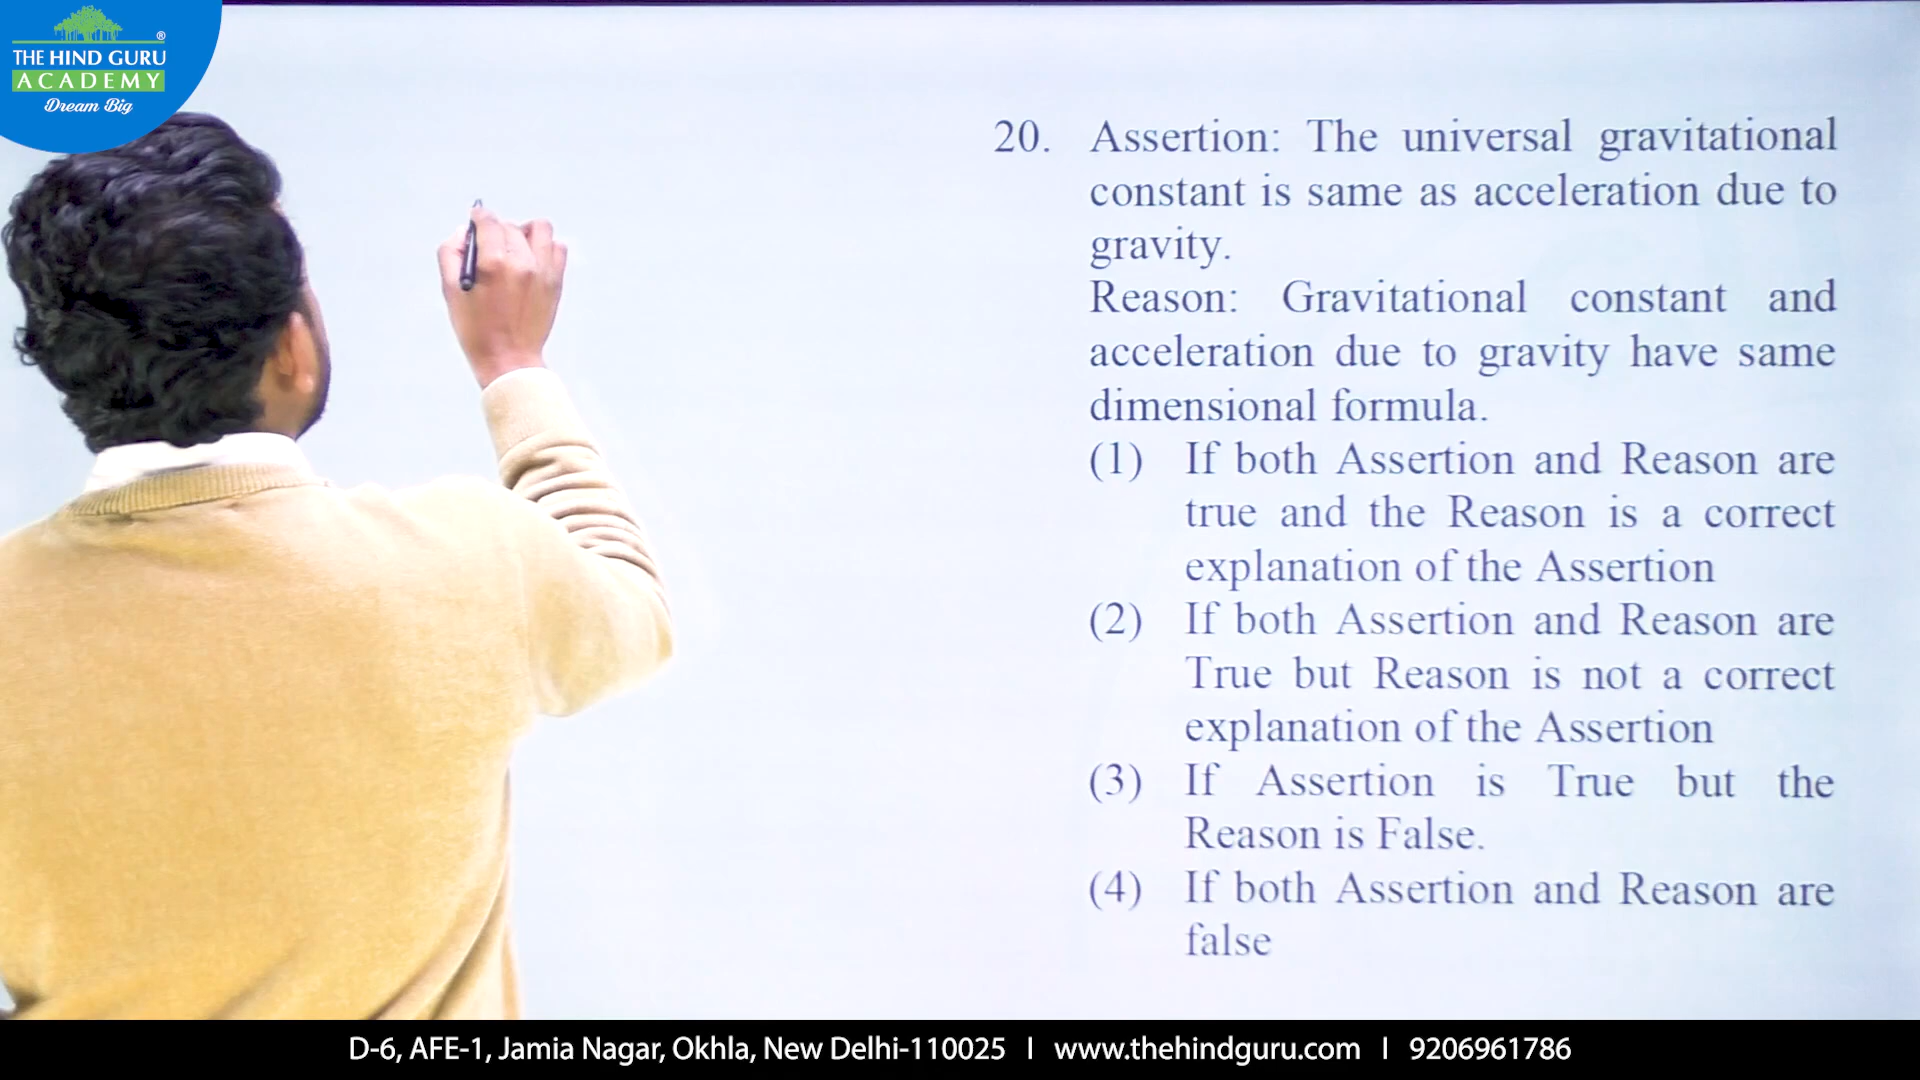 THE HIND GURU
®
ACADEMY
Dream Big
20. Assertion: The universal gravitational
constant is same as acceleration due to
gravity.
Reason: Gravitational constant and
acceleration due to gravity have same
dimensional formula.
(1) If both Assertion and Reason are
true and the Reason is a correct
explanation of the Assertion
(2) If both Assertion and Reason are
True but Reason is not a correct
explanation of the Assertion
(3) If Assertion is True but the
Reason is False.
(4) If both Assertion and Reason are
false
D-6, AFE-1, Jamia Nagar, Okhla, New Delhi-110025 | www.thehindguru.com | 9206961786